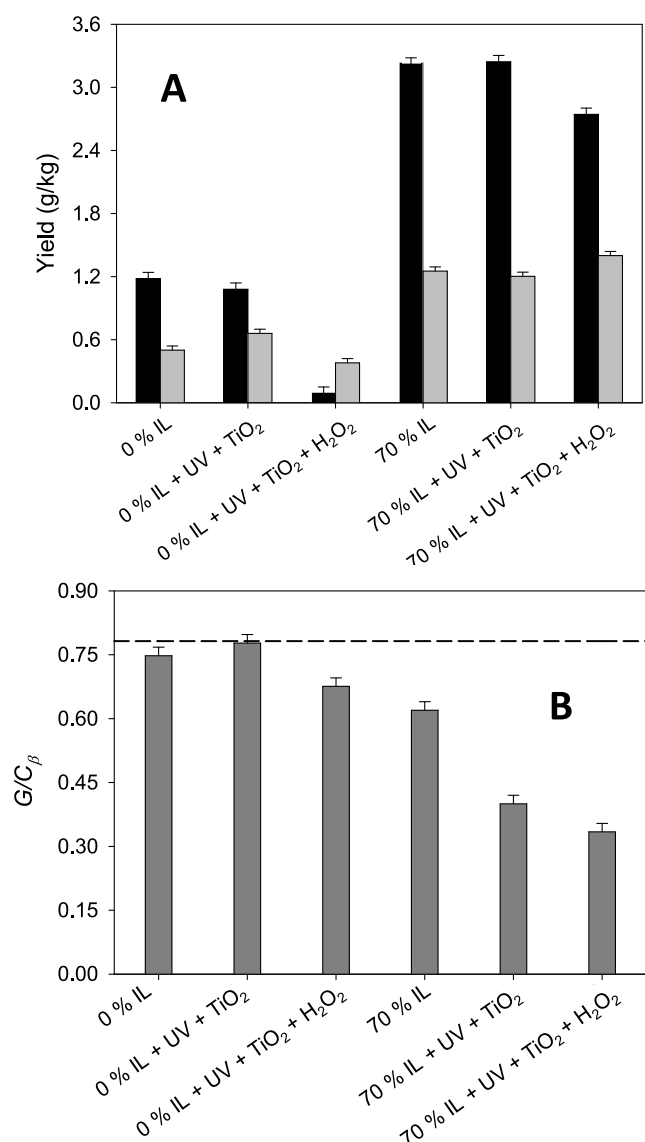 3.6
3.0
2.4
1.8
1.2
0.6
0.0
Yield (g/kg)
A
0 % IL
0 % IL + UV + TiO₂
0 % IL + UV + TiO₂ + H₂O₂
70 % IL
70 % IL + UV + TiO₂
70 % IL + UV + TiO₂ + H₂O₂
0.90
0.75
0.60
0.45
0.30
0.15
0.00
G/Cᵦ
B
0 % IL
0 % IL + UV + TiO₂
0 % IL + UV + TiO₂ + H₂O₂
70 % IL
70 % IL + UV + TiO₂
70 % IL + UV + TiO₂ + H₂O₂